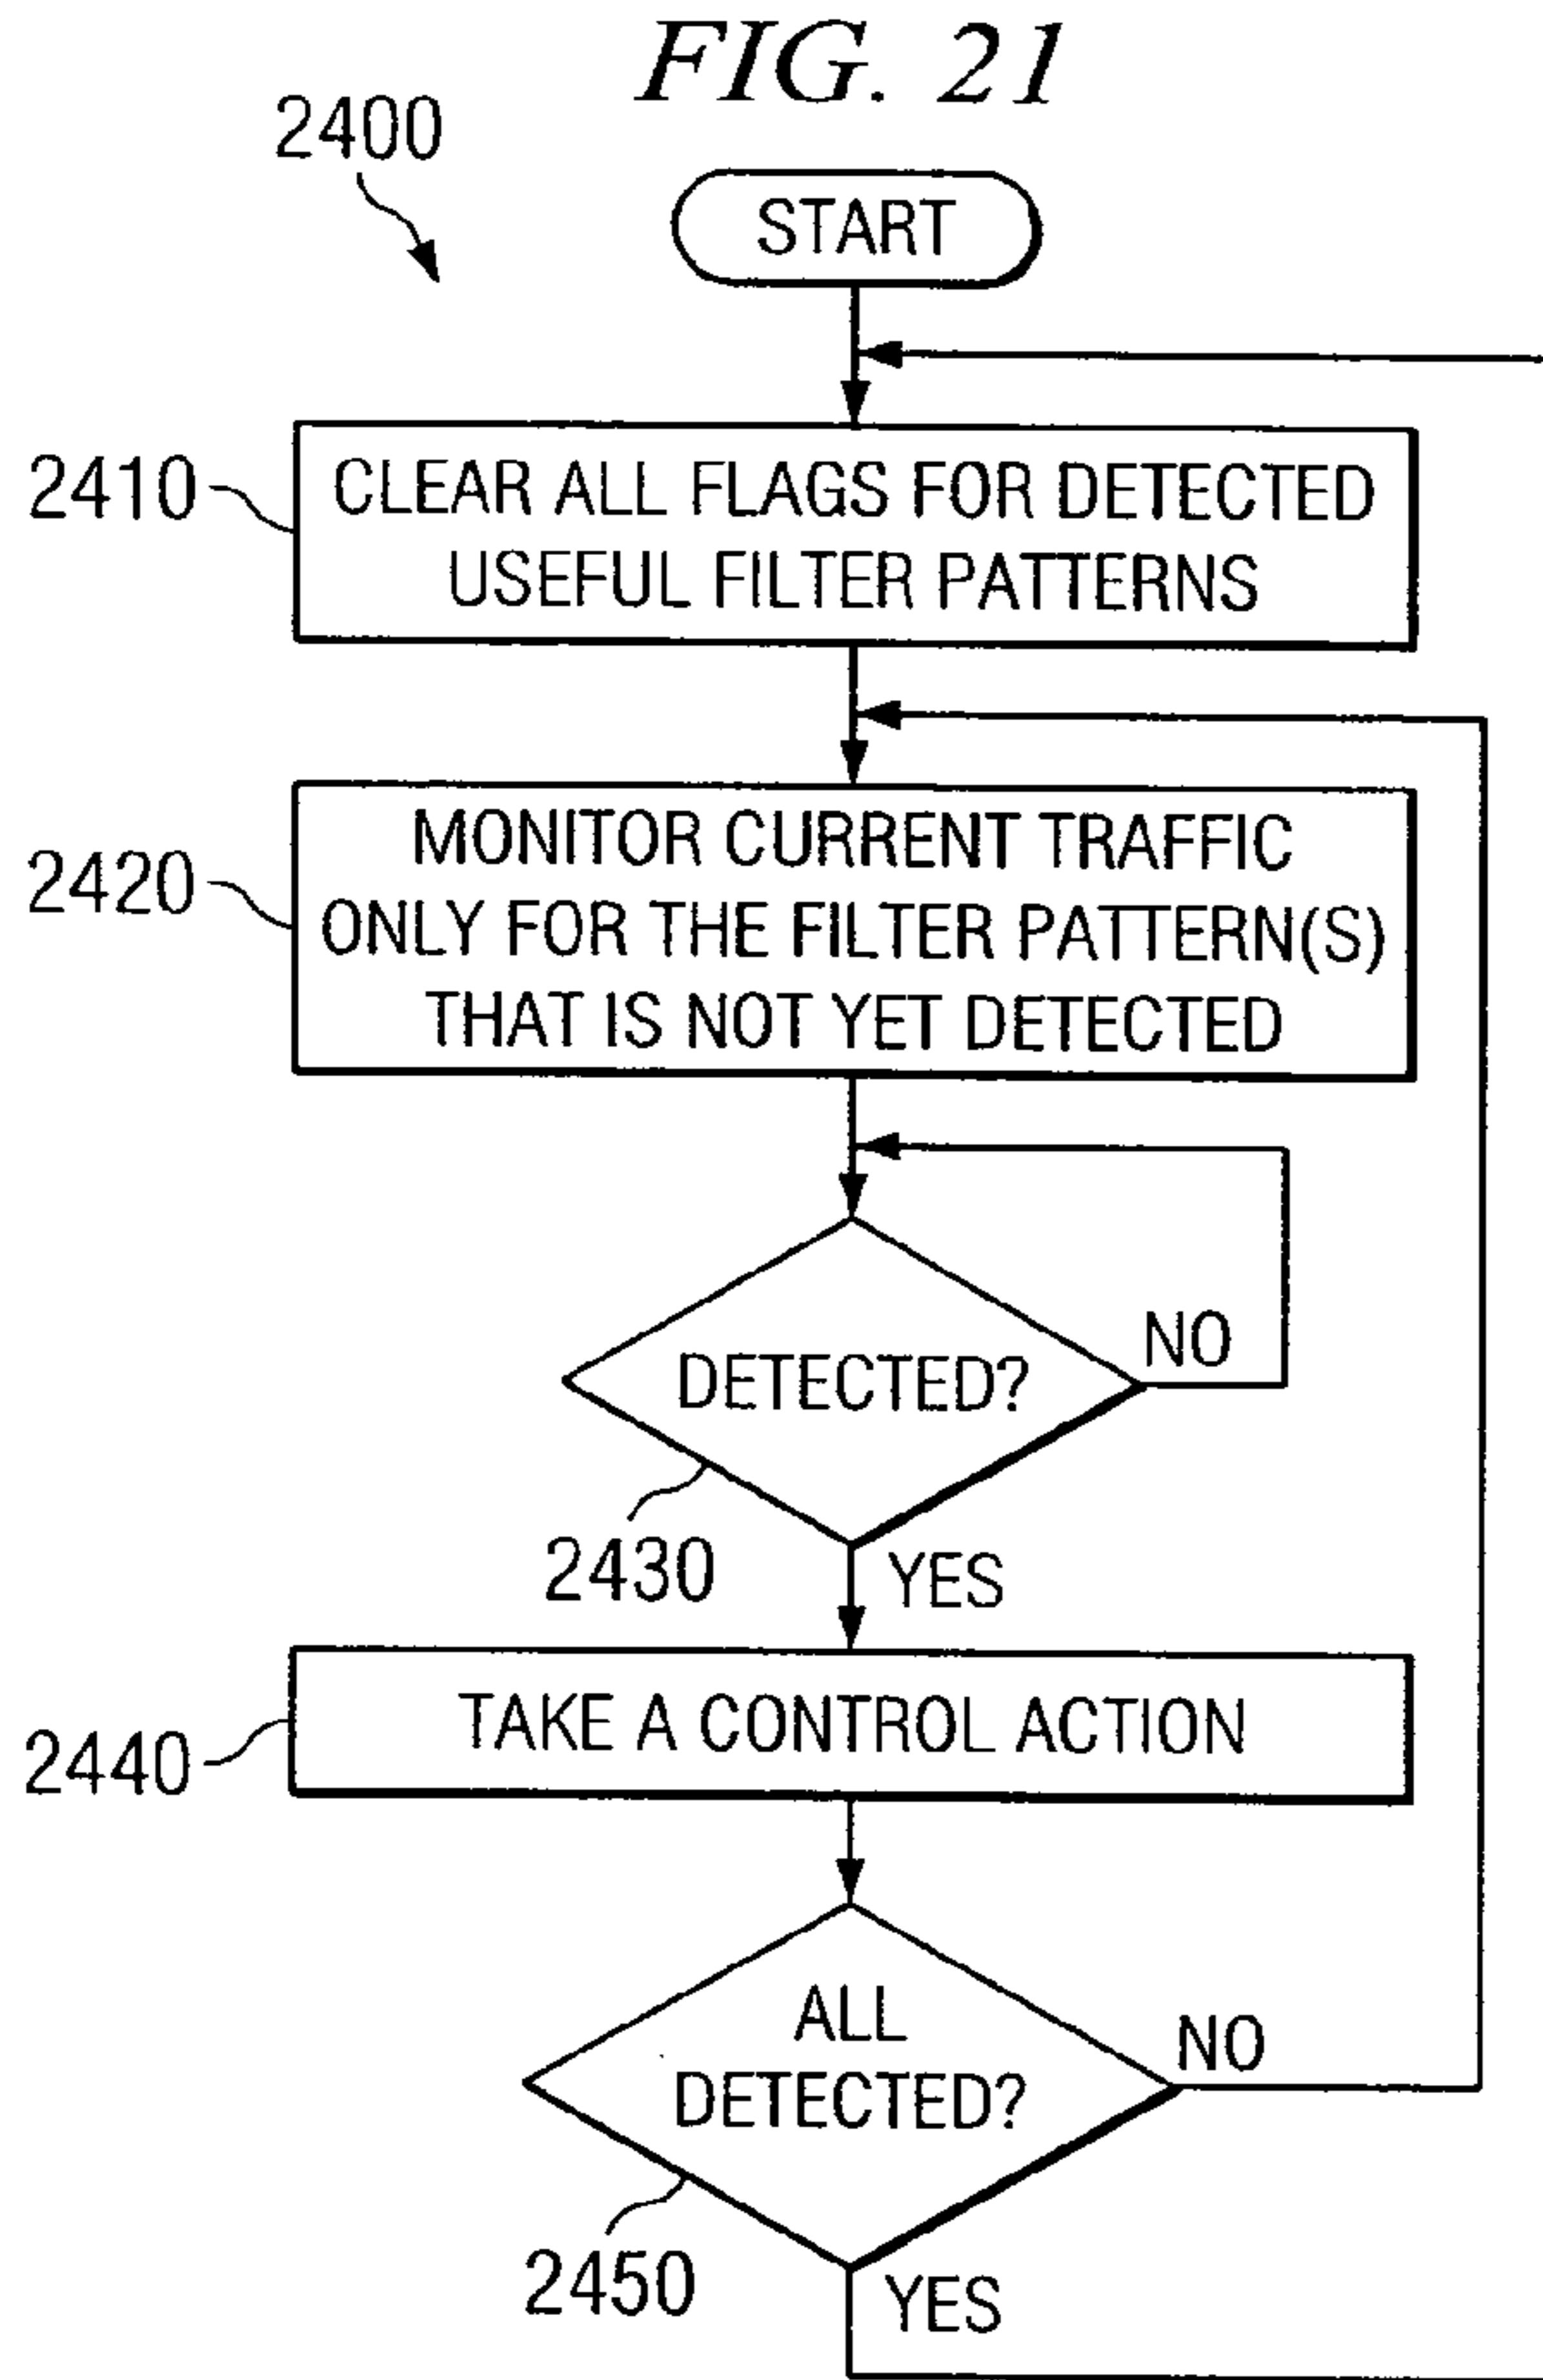 FIG. 21
2400
START
2410
CLEAR ALL FLAGS FOR DETECTED
USEFUL FILTER PATTERNS
2420
MONITOR CURRENT TRAFFIC
ONLY FOR THE FILTER PATTERN(S)
THAT IS NOT YET DETECTED
DETECTED?
NO
2430
YES
2440
TAKE A CONTROL ACTION
ALL
DETECTED?
NO
2450
YES